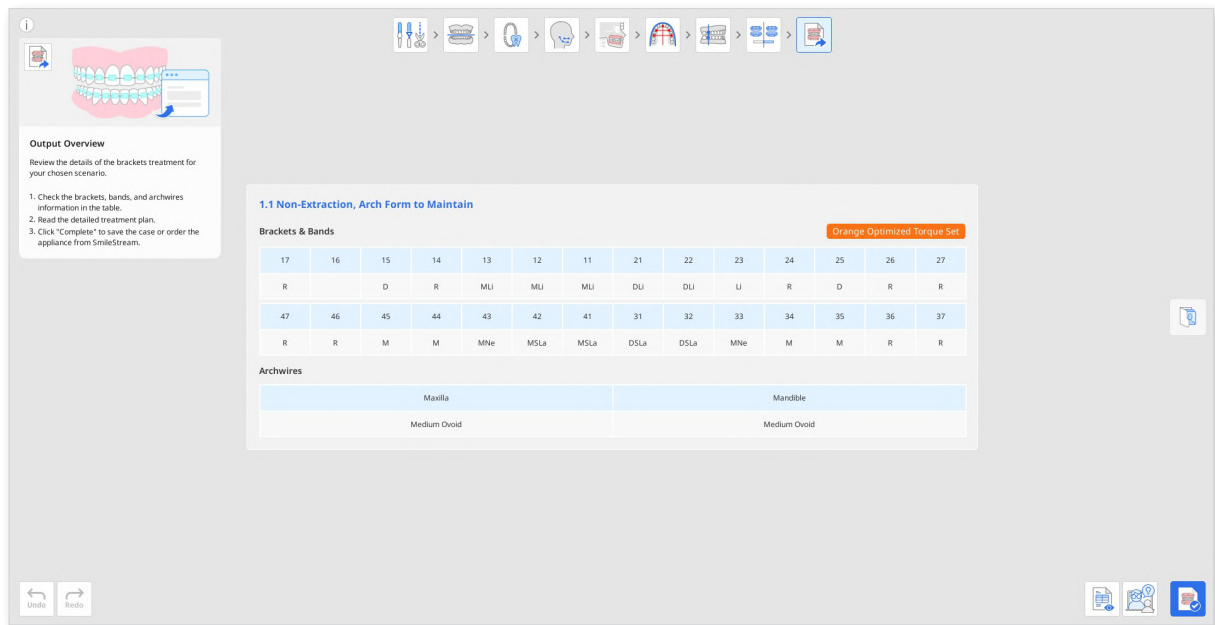 Output Overview
Review the details of the brackets treatment for
your chosen scenario.
1. Check the brackets, bands, and archwires
information in the table.
2. Read the detailed treatment plan.
3. Click "Complete" to save the case or order the
appliance from SmileStream.
1.1 Non-Extraction, Arch Form to Maintain
Brackets & Bands Orange Optimized Torque Set
17 16 15 14 13 12 11 21 22 23 24 25 26 27
R D R MLi MLi MLi DLi DLi Li R D R R
47 46 45 44 43 42 41 31 32 33 34 35 36 37
R R M M MNe MSLa MSLa DSLa DSLa MNe M M R R
Archwires
Maxilla Mandible
Medium Ovoid Medium Ovoid
Undo Redo